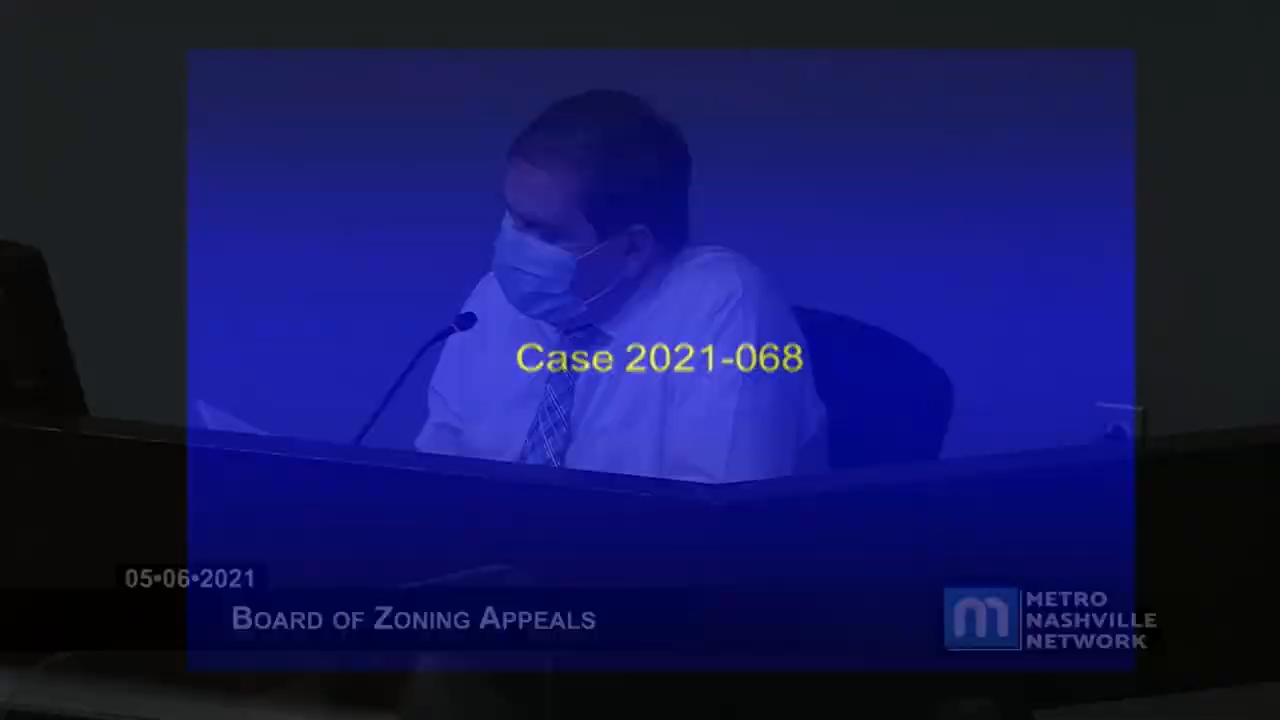 Case 2021-068
05•06•2021
BOARD OF ZONING APPEALS
m
METRO
NASHVILLE
NETWORK